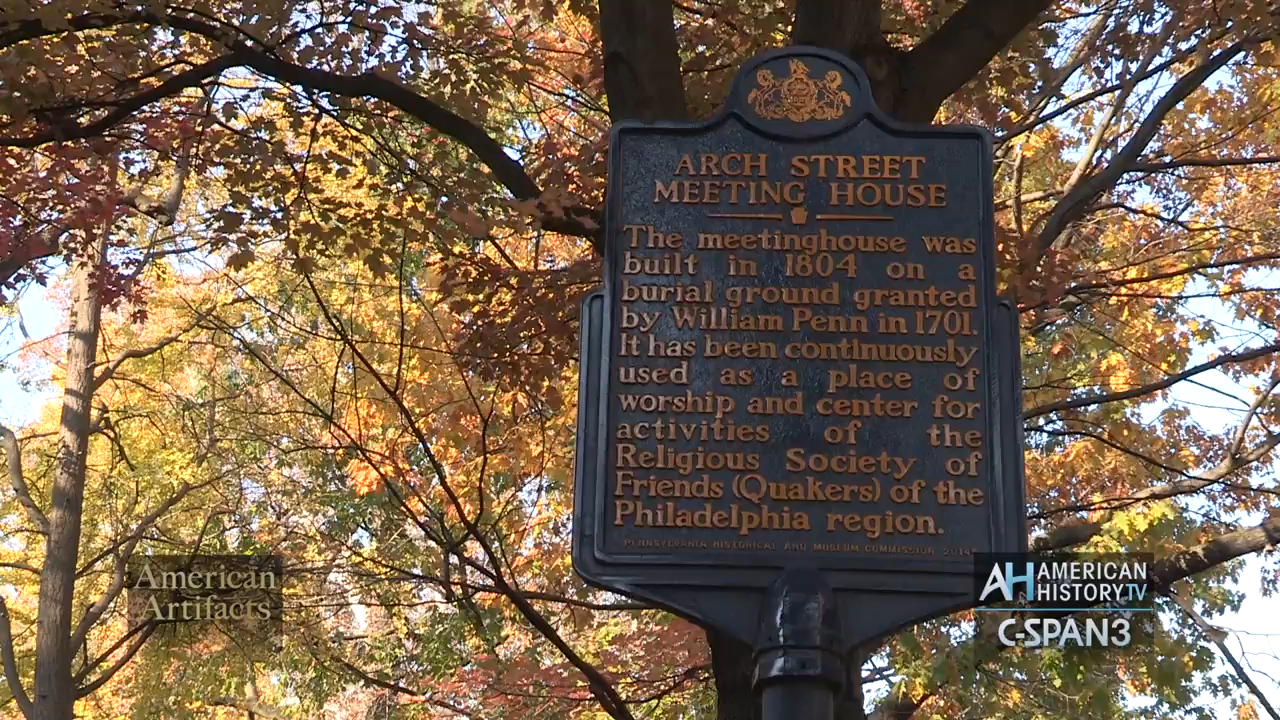 ARCH STREET
MEETING HOUSE
The meetinghouse was
built in 1804 on a
burial ground granted
by William Penn in 1701.
It has been continuously
used as a place of
worship and center for
activities of the
Religious Society of
Friends (Quakers) of the
Philadelphia region.
PENNSYLVANIA HISTORICAL AND MUSEUM COMMISSION 2014
American
Artifacts
AH AMERICAN
HISTORY TV
C-SPAN3